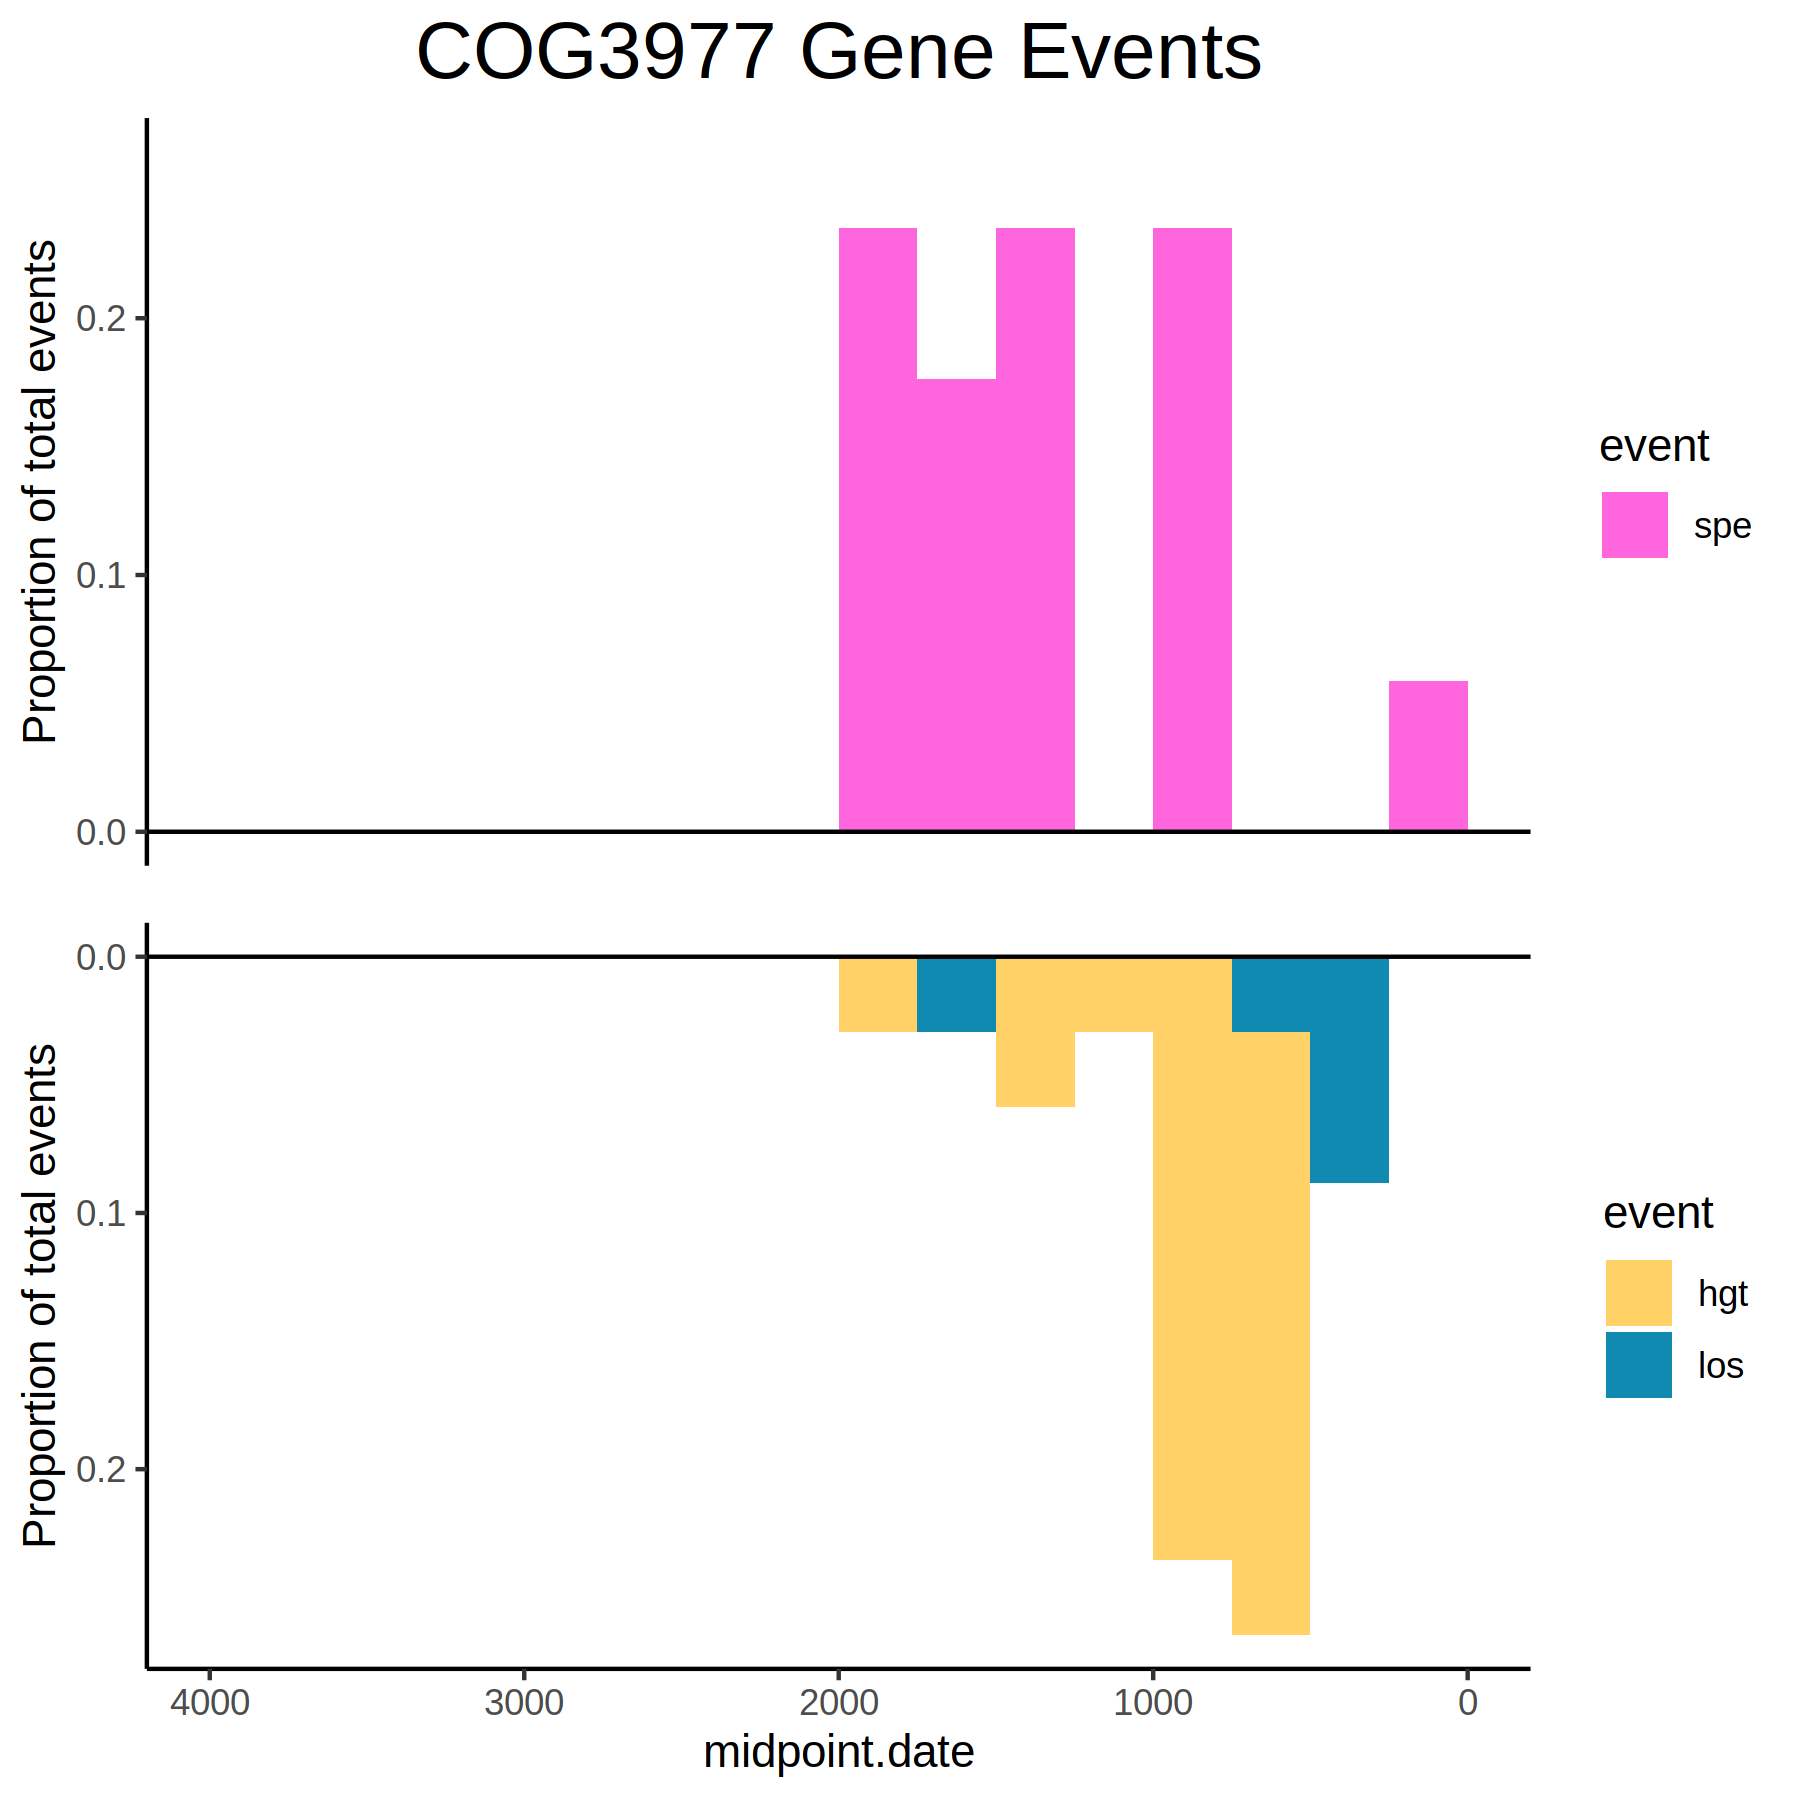 COG3977 Gene Events
Proportion of total events
0.2
0.1
0.0
event
spe
Proportion of total events
0.0
0.1
0.2
event
hgt
los
4000 3000 2000 1000 0
midpoint.date